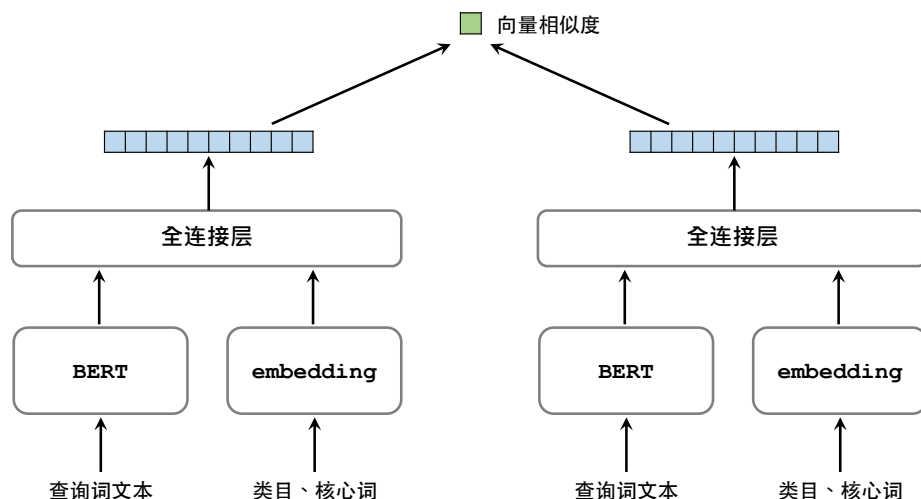 向量相似度
全连接层
全连接层
BERT
embedding
BERT
embedding
查询词文本
类目、核心词
查询词文本
类目、核心词